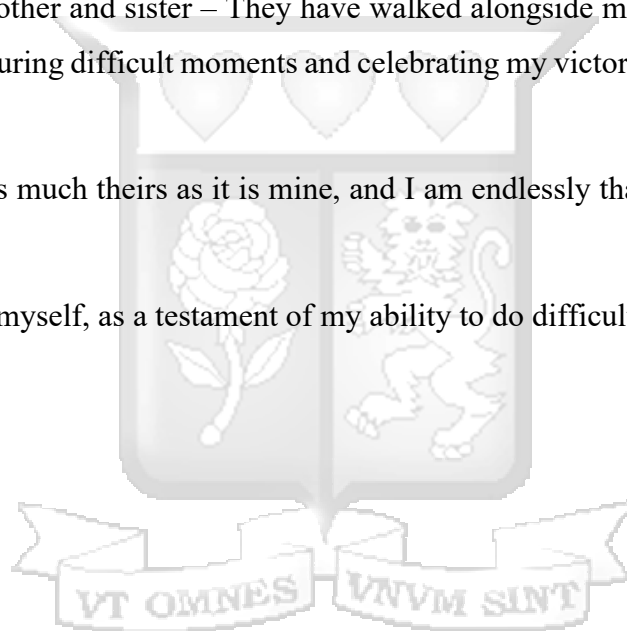 other and sister – They have walked alongside m
uring difficult moments and celebrating my victor
s much theirs as it is mine, and I am endlessly tha
myself, as a testament of my ability to do difficul
VT OMNES VNVM SINT